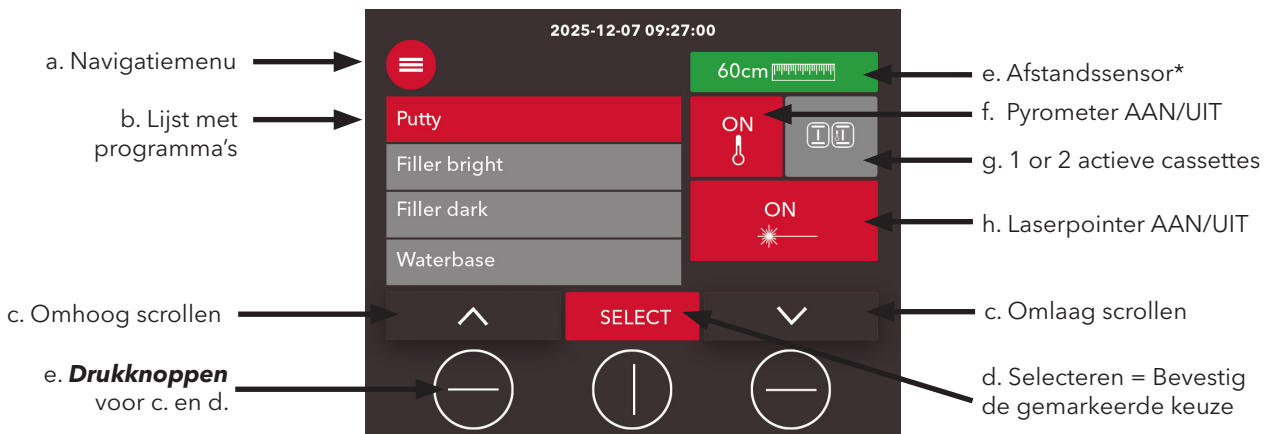 2025-12-07 09:27:00
a. Navigatiemenu
60cm
e. Afstandssensor*
b. Lijst met
programma's
Putty
ON
f. Pyrometer AAN/UIT
Filler bright
g. 1 or 2 actieve cassettes
Filler dark
ON
h. Laserpointer AAN/UIT
Waterbase
c. Omhoog scrollen
SELECT
c. Omlaag scrollen
e. Drukknoppen
voor c. en d.
d. Selecteren = Bevestig
de gemarkeerde keuze